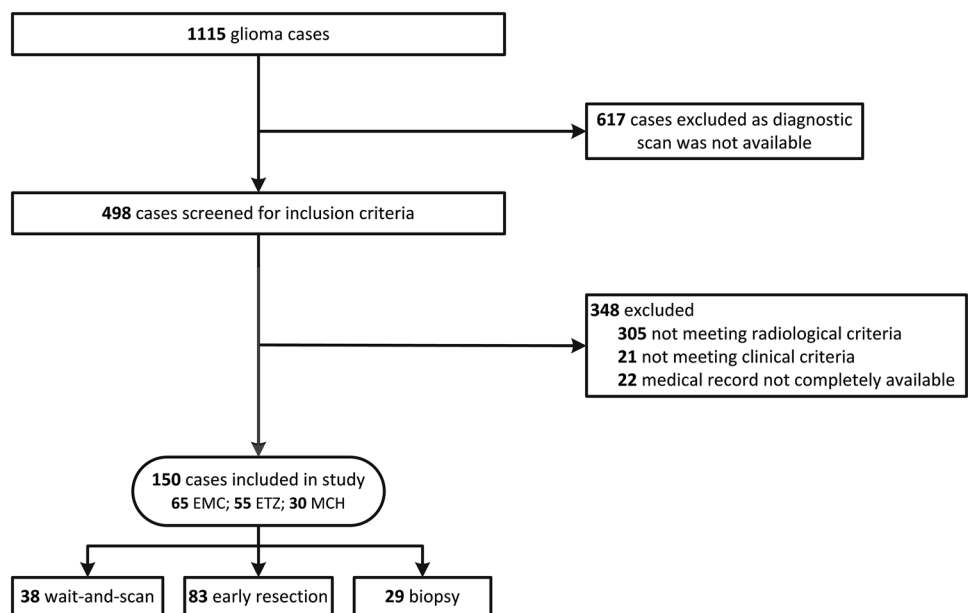 1115 glioma cases
617 cases excluded as diagnostic
scan was not available
498 cases screened for inclusion criteria
348 excluded
305 not meeting radiological criteria
21 not meeting clinical criteria
22 medical record not completely available
150 cases included in study
65 EMC; 55 ETZ; 30 MCH
38 wait-and-scan
83 early resection
29 biopsy